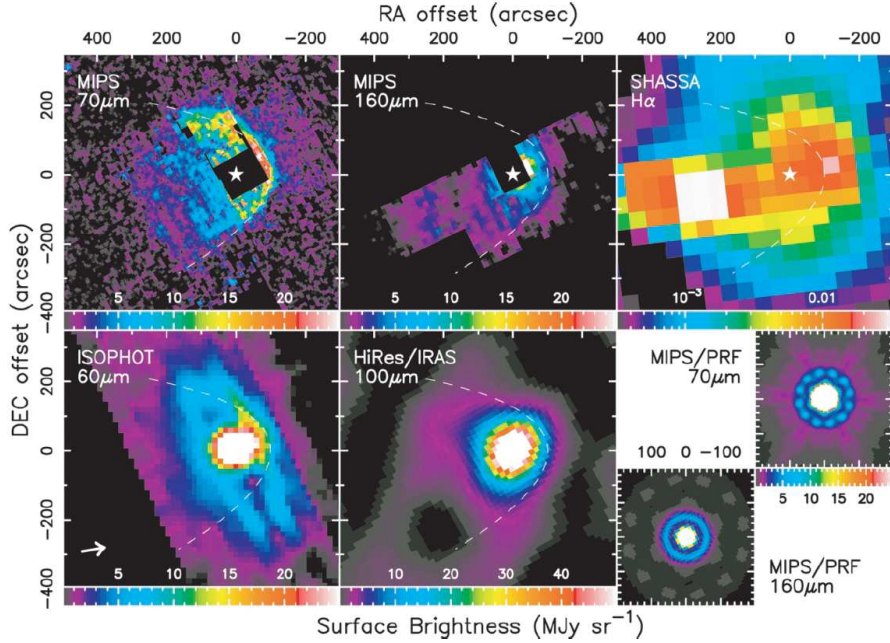 RA offset (arcsec)
400 200 0 −200 400 200 0 −200 400 200 0 −200
DEC offset (arcsec)
200
0
−200
−400
MIPS
70μm
5 10 15 20
MIPS
160μm
5 10 15 20
SHASSA
Hα
10⁻³ 0.01
200
0
−200
−400
ISOPHOT
60μm
5 10 15 20
HiRes/IRAS
100μm
10 20 30 40
MIPS/PRF
70μm
5 10 15 20
100 0 −100
MIPS/PRF
160μm
Surface Brightness (MJy sr⁻¹)